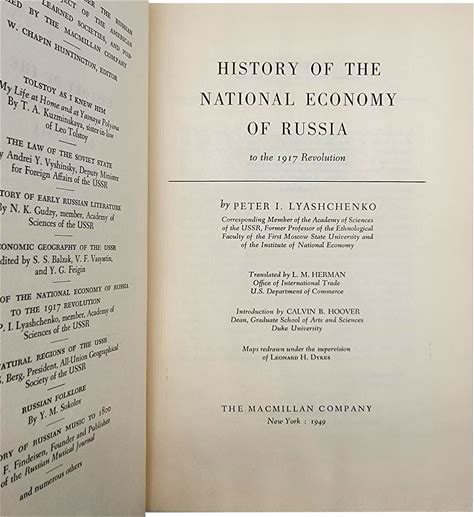 DER THE RUSSIAN
JECT OF THE AMERICAN
LEARNED SOCIETIES, AND PUB-
ED BY THE MACMILLAN COMPANY
W. CHAPIN HUNTINGTON, EDITOR
TOLSTOY AS I KNEW HIM
My Life at Home and at Yasnaya Polyana
By T. A. Kuzminskaya, sister-in-law
of Leo Tolstoy
THE LAW OF THE SOVIET STATE
By Andrei Y. Vyshinsky, Deputy Minister
for Foreign Affairs of the USSR
TORY OF EARLY RUSSIAN LITERATURE
By N. K. Gudzy, member, Academy of
Sciences of the USSR
ECONOMIC GEOGRAPHY OF THE USSR
Edited by S. S. Balzak, V. F. Vasyutin,
and Y. G. Feigin
OF THE NATIONAL ECONOMY OF RUSSIA
TO THE 1917 REVOLUTION
P. I. Lyashchenko, member, Academy of
Sciences of the USSR
NATURAL REGIONS OF THE USSR
S. Berg, President, All-Union Geographical
Society of the USSR
RUSSIAN FOLKLORE
By Y. M. Sokolov
ORY OF RUSSIAN MUSIC TO 1800
F. Findeisen, Founder and Publisher
of the Russian Musical Journal
and numerous others
HISTORY OF THE
NATIONAL ECONOMY
OF RUSSIA
to the 1917 Revolution
by PETER I. LYASHCHENKO
Corresponding Member of the Academy of Sciences
of the USSR, Former Professor of the Ethnological
Faculty of the First Moscow State University and
of the Institute of National Economy
Translated by L. M. HERMAN
Office of International Trade
U.S. Department of Commerce
Introduction by CALVIN B. HOOVER
Dean, Graduate School of Arts and Sciences
Duke University
Maps redrawn under the supervision
of LEONARD H. DYKES
THE MACMILLAN COMPANY
New York : 1949